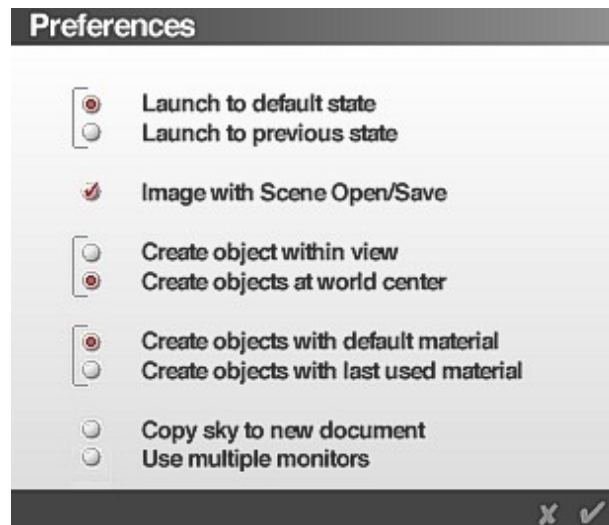 Preferences
Launch to default state
Launch to previous state
Image with Scene Open/Save
Create object within view
Create objects at world center
Create objects with default material
Create objects with last used material
Copy sky to new document
Use multiple monitors